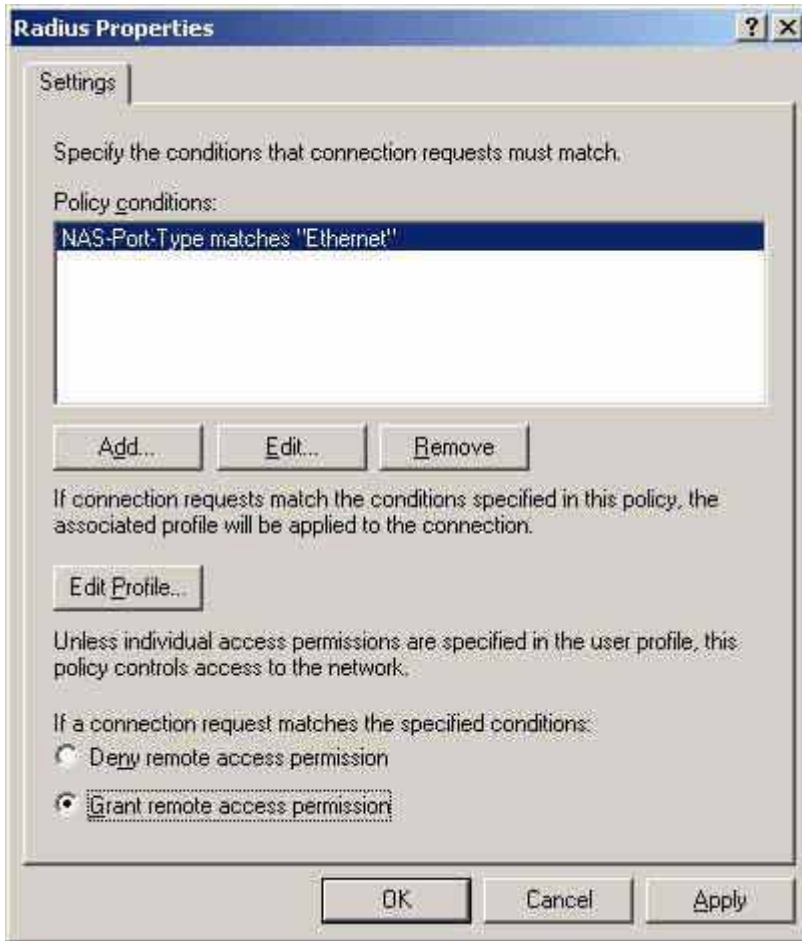 Radius Properties
Settings
Specify the conditions that connection requests must match.
Policy conditions:
NAS-Port-Type matches "Ethernet"
Add... Edit... Remove
If connection requests match the conditions specified in this policy, the
associated profile will be applied to the connection.
Edit Profile...
Unless individual access permissions are specified in the user profile, this
policy controls access to the network.
If a connection request matches the specified conditions:
Deny remote access permission
Grant remote access permission
OK Cancel Apply